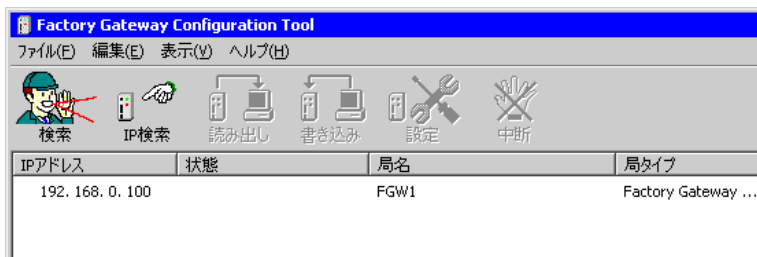 Factory Gateway Configuration Tool
ファイル(F) 編集(E) 表示(V) ヘルプ(H)
検索 IP検索 読み出し 書き込み 設定 中断
IPアドレス 状態 局名 局タイプ
192. 168. 0. 100 FGW1 Factory Gateway ...